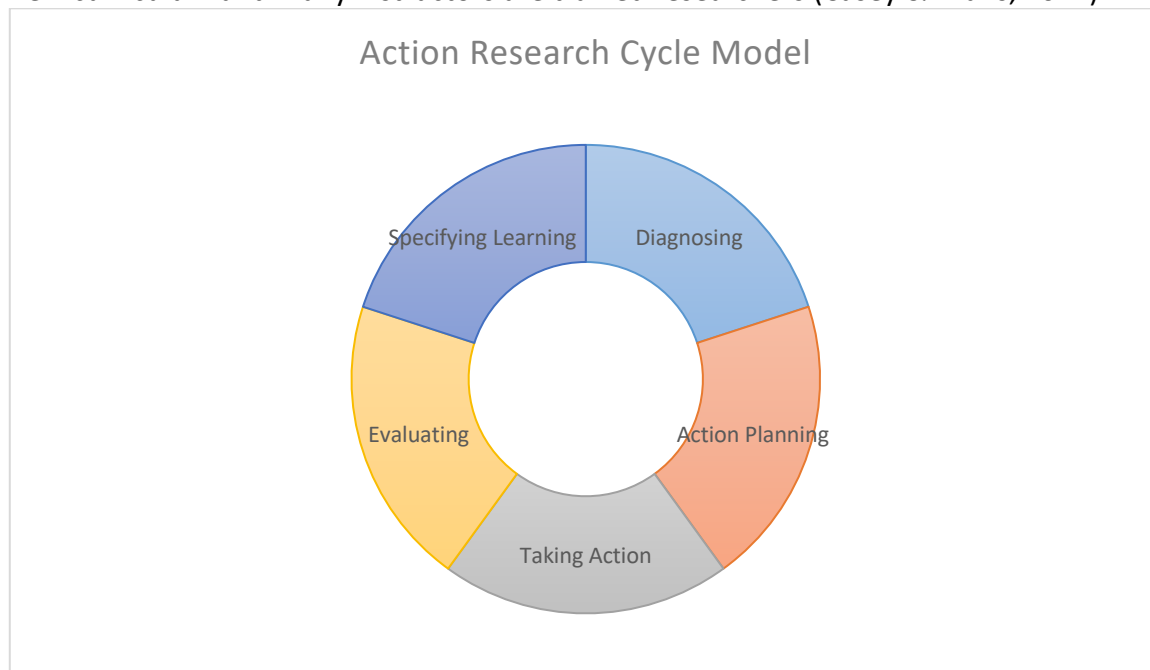 Action Research Cycle Model
Specifying Learning
Diagnosing
Evaluating
Action Planning
Taking Action